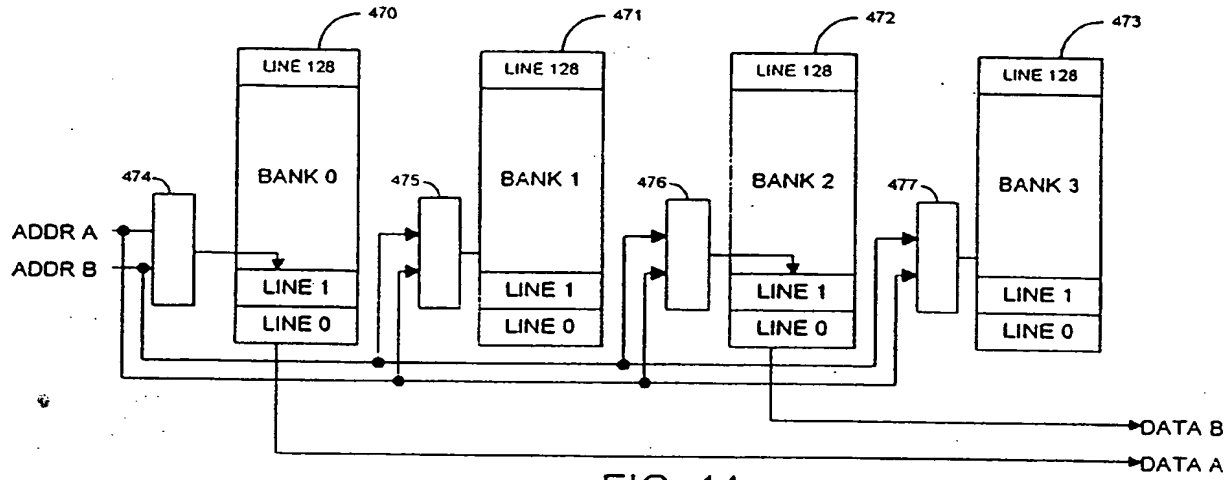 470
471
472
473
LINE 128
LINE 128
LINE 128
LINE 128
474
BANK 0
475
BANK 1
476
BANK 2
477
BANK 3
ADDR A
ADDR B
LINE 1
LINE 1
LINE 1
LINE 1
LINE 0
LINE 0
LINE 0
LINE 0
DATA B
DATA A